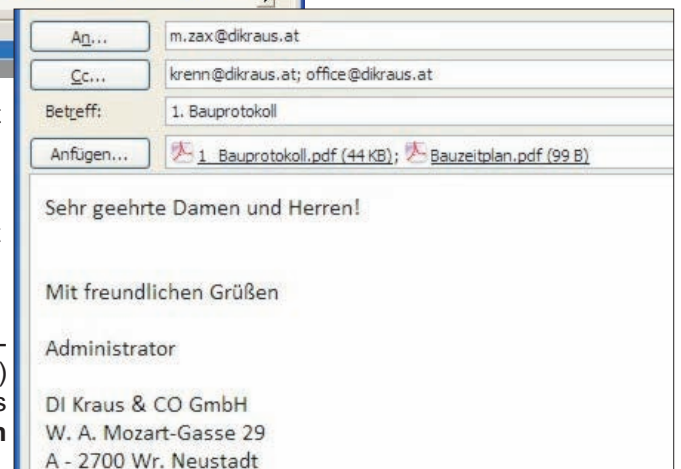 An...
m.zax@dikraus.at
Cc...
krenn@dikraus.at; office@dikraus.at
Betreff:
1. Bauprotokoll
Anfügen...
1_Bauprotokoll.pdf (44 KB); Bauzeitplan.pdf (99 B)
Sehr geehrte Damen und Herren!
Mit freundlichen Grüßen
Administrator
DI Kraus & CO GmbH
W. A. Mozart-Gasse 29
A - 2700 Wr. Neustadt